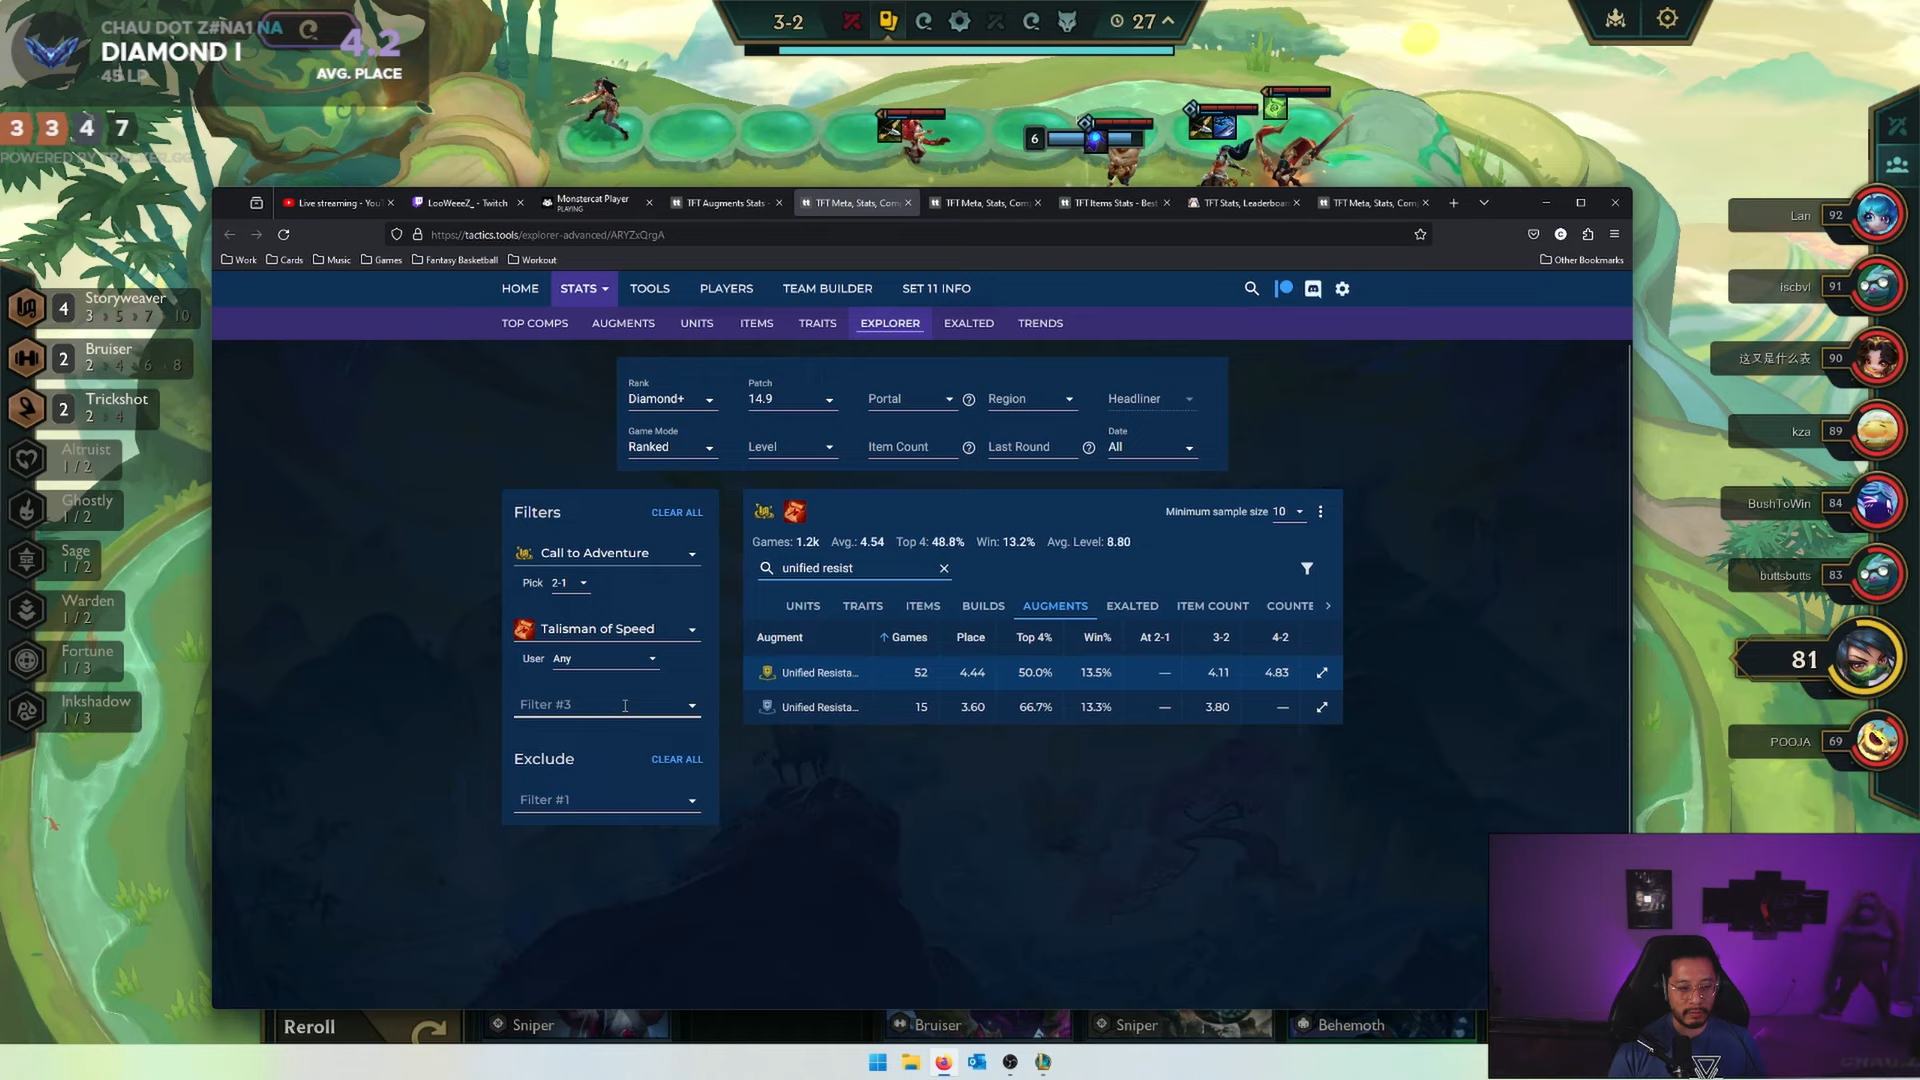 CHAU DOT Z#NA1 NA
DIAMOND I
45 LP
4.2
AVG. PLACE
3 3 4 7
POWERED BY TRACKER.GG
3-2
27
6
Live streaming - You
LooWeeeZ_ - Twitch
Monstercat Player
PLAYING
TFT Augments Stats -
TFT Meta, Stats, Com
TFT Meta, Stats, Com
TFT Items Stats - Best
TFT Stats, Leaderboar
TFT Meta, Stats, Com
https://tactics.tools/explorer-advanced/ARYZxQrgA
Work
Cards
Music
Games
Fantasy Basketball
Workout
Other Bookmarks
HOME
STATS
TOOLS
PLAYERS
TEAM BUILDER
SET 11 INFO
TOP COMPS
AUGMENTS
UNITS
ITEMS
TRAITS
EXPLORER
EXALTED
TRENDS
Rank
Diamond+
Patch
14.9
Portal
Region
Headliner
Game Mode
Ranked
Level
Item Count
Last Round
Date
All
Filters
CLEAR ALL
Call to Adventure
Pick 2-1
Talisman of Speed
User Any
Filter #3
Exclude
CLEAR ALL
Filter #1
Minimum sample size 10
Games: 1.2k Avg.: 4.54 Top 4: 48.8% Win: 13.2% Avg. Level: 8.80
unified resist
UNITS TRAITS ITEMS BUILDS AUGMENTS EXALTED ITEM COUNT COUNTE
Augment Games Place Top 4% Win% At 2-1 3-2 4-2
Unified Resista... 52 4.44 50.0% 13.5% — 4.11 4.83
Unified Resista... 15 3.60 66.7% 13.3% — 3.80 —
4 Storyweaver
3 › 5 › 7 › 10
2 Bruiser
2 › 4 › 6 › 8
2 Trickshot
2 › 4
Altruist
1 / 2
Ghostly
1 / 2
Sage
1 / 2
Warden
1 / 2
Fortune
1 / 3
Inkshadow
1 / 3
Lan 92
iscbvl 91
这又是什么表 90
kza 89
BushToWin 84
buttsbutts 83
81
POOJA 69
Reroll
Sniper
Bruiser
Sniper
Behemoth